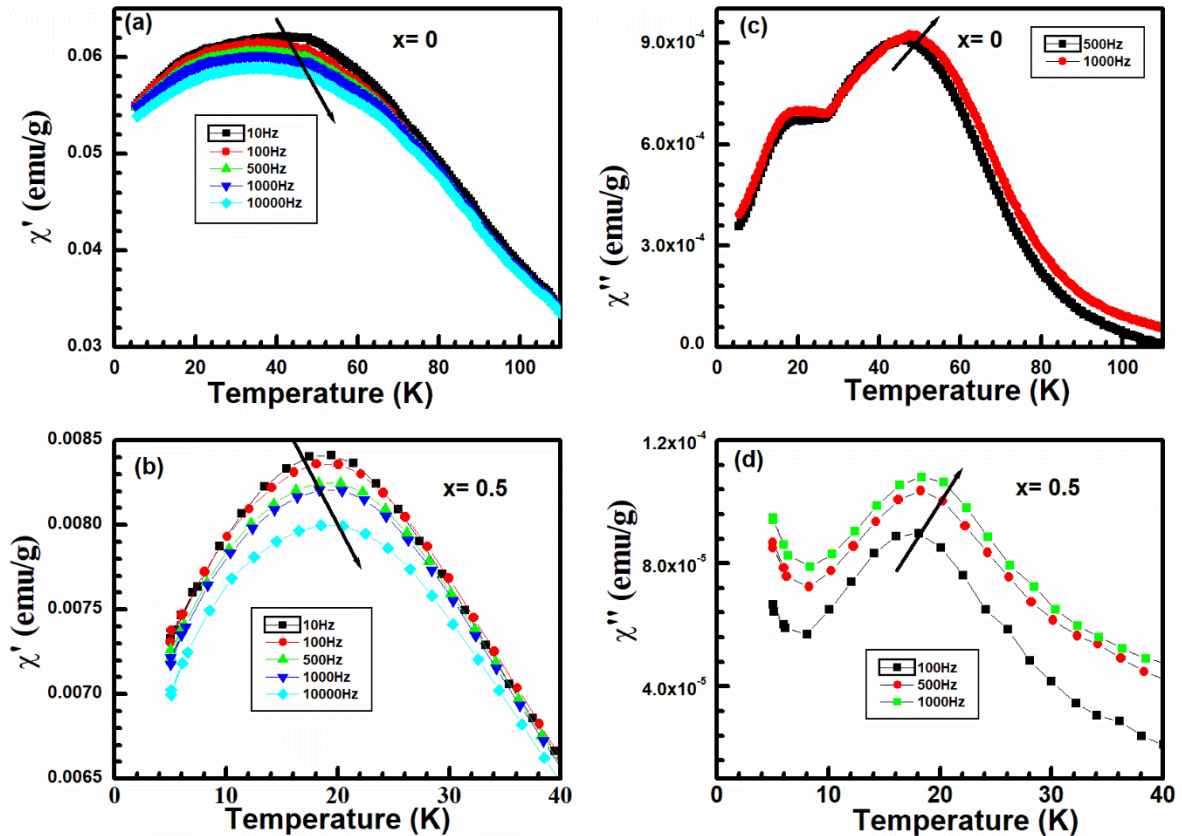 (a)
x= 0
χ' (emu/g)
0.06
0.05
0.04
0.03
10Hz
100Hz
500Hz
1000Hz
10000Hz
0 20 40 60 80 100
Temperature (K)
(c)
x= 0
χ'' (emu/g)
9.0x10⁻⁴
6.0x10⁻⁴
3.0x10⁻⁴
0.0
500Hz
1000Hz
0 20 40 60 80 100
Temperature (K)
(b)
x= 0.5
χ' (emu/g)
0.0085
0.0080
0.0075
0.0070
0.0065
10Hz
100Hz
500Hz
1000Hz
10000Hz
0 10 20 30 40
Temperature (K)
(d)
x= 0.5
χ'' (emu/g)
1.2x10⁻⁴
8.0x10⁻⁵
4.0x10⁻⁵
100Hz
500Hz
1000Hz
0 10 20 30 40
Temperature (K)